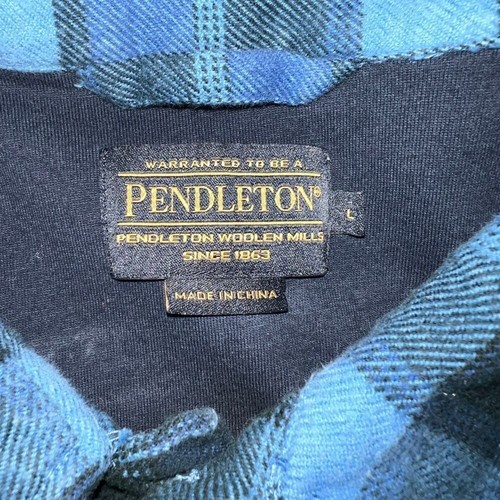 WARRANTED TO BE A
PENDLETON®
L
PENDLETON WOOLEN MILLS
SINCE 1863
MADE IN CHINA